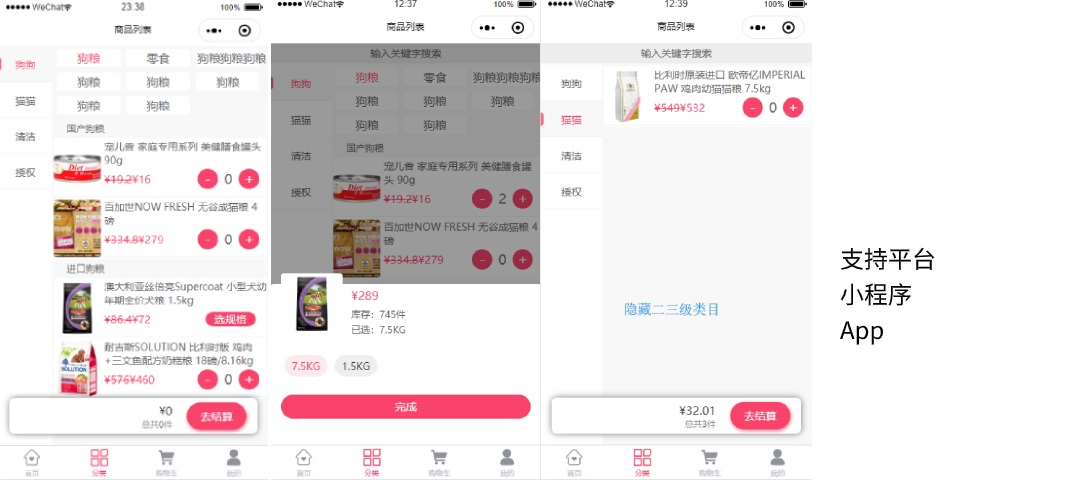 ●●●●● WeChat
23:38
100%
商品列表
狗狗
猫猫
清洁
授权
狗粮
零食
狗粮狗粮狗粮
狗粮
狗粮
狗粮
狗粮
狗粮
国产狗粮
宠儿香 家庭专用系列 美健膳食罐头
90g
¥19.2¥16
- 0 +
百加世NOW FRESH 无谷成猫粮 4
磅
¥334.8¥279
- 0 +
进口狗粮
澳大利亚丝倍亮Supercoat 小型犬幼
年期全价犬粮 1.5kg
¥86.4¥72
选规格
耐吉斯SOLUTION 比利时版 鸡肉
+三文鱼配方奶糕粮 18磅/8.16kg
¥576¥460
- 0 +
¥0
总共0件
去结算
首页
分类
购物车
我的
●●●●● WeChat
12:37
100%
商品列表
输入关键字搜索
狗狗
猫猫
清洁
授权
狗粮
零食
狗粮狗粮狗粮
狗粮
狗粮
狗粮
狗粮
狗粮
国产狗粮
宠儿香 家庭专用系列 美健膳食罐
头 90g
¥19.2¥16
- 2 +
百加世NOW FRESH 无谷成猫粮 4
磅
¥334.8¥279
- 0 +
¥289
库存：745件
已选：7.5KG
7.5KG
1.5KG
完成
首页
分类
购物车
我的
●●●●● WeChat
12:39
100%
商品列表
输入关键字搜索
狗狗
猫猫
清洁
授权
比利时原装进口 欧帝亿IMPERIAL
PAW 鸡肉幼猫猫粮 7.5kg
¥549¥532
- 0 +
隐藏二三级类目
¥32.01
总共3件
去结算
首页
分类
购物车
我的
支持平台
小程序
App